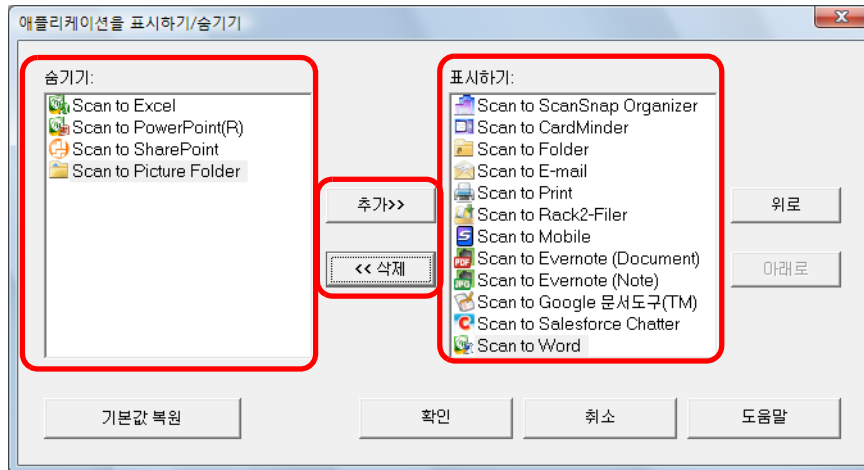 애플리케이션을 표시하기/숨기기
숨기기:
Scan to Excel
Scan to PowerPoint(R)
Scan to SharePoint
Scan to Picture Folder
추가>>
<< 삭제
표시하기:
Scan to ScanSnap Organizer
Scan to CardMinder
Scan to Folder
Scan to E-mail
Scan to Print
Scan to Rack2-Filer
Scan to Mobile
Scan to Evernote (Document)
Scan to Evernote (Note)
Scan to Google 문서도구(TM)
Scan to Salesforce Chatter
Scan to Word
위로
아래로
기본값 복원
확인
취소
도움말